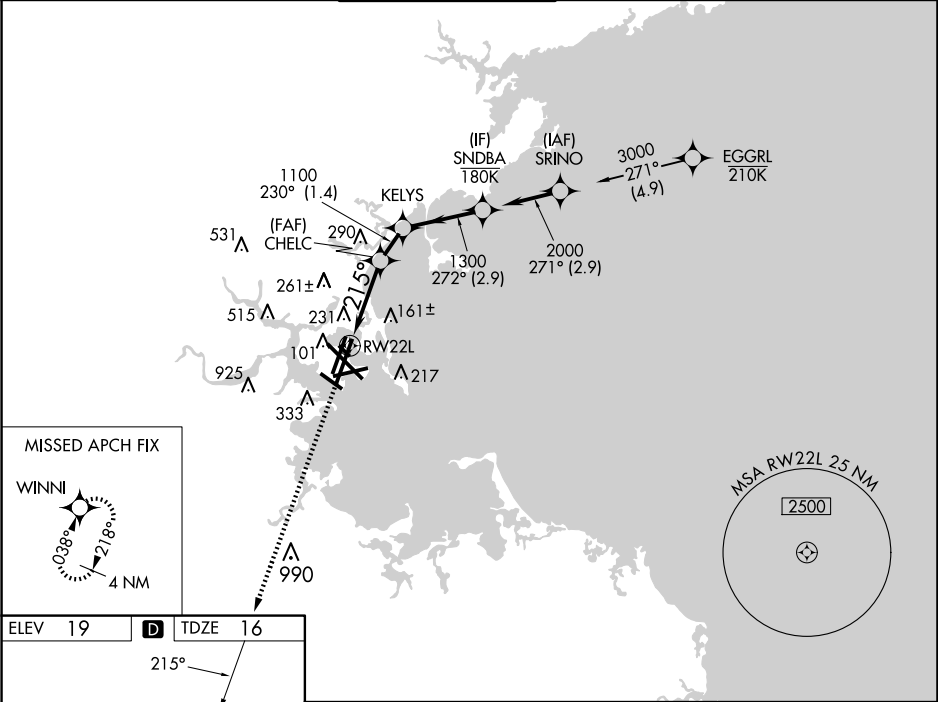 (IF)
SNDBA
180K
(IAF)
SRINO
3000
271°
(4.9)
EGGRL
210K
1100
230° (1.4)
KELYS
(FAF)
CHELC
290
531
1300
272° (2.9)
2000
271° (2.9)
261±
215°
515
231
161±
101
RW22L
925
217
333
MISSED APCH FIX
WINNI
038°
218°
4 NM
990
MSA RW22L 25 NM
2500
ELEV 19 D TDZE 16
215°